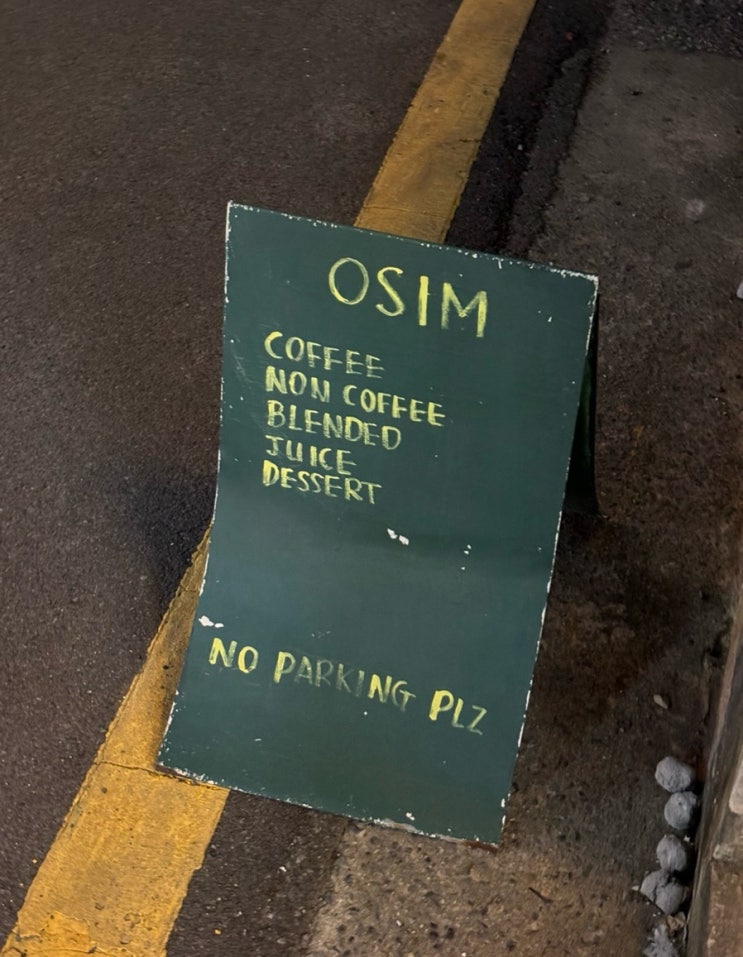 OSIM
COFFEE
NON COFFEE
BLENDED
JUICE
DESSERT
NO PARKING PLZ